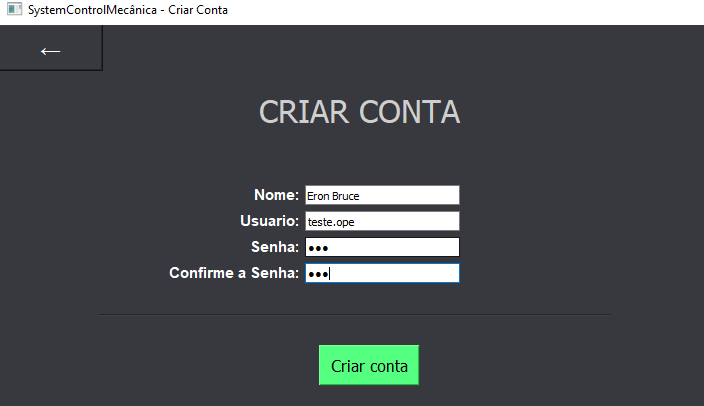 SystemControlMecânica - Criar Conta
←
CRIAR CONTA
Nome: Eron Bruce
Usuario: teste.ope
Senha: •••
Confirme a Senha: •••
Criar conta